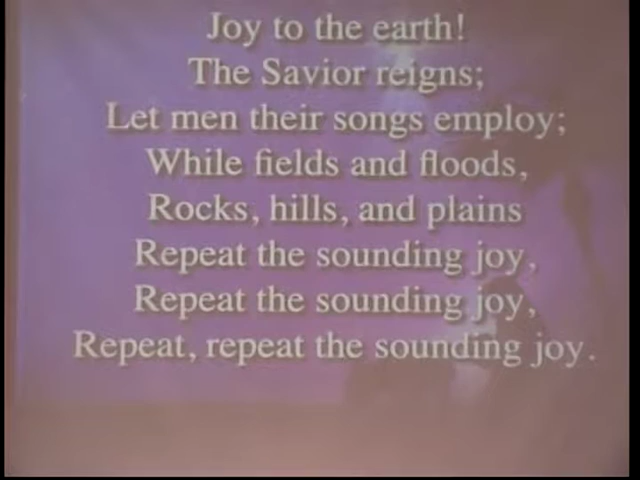 Joy to the earth!
The Savior reigns;
Let men their songs employ;
While fields and floods,
Rocks, hills, and plains
Repeat the sounding joy,
Repeat the sounding joy,
Repeat, repeat the sounding joy.